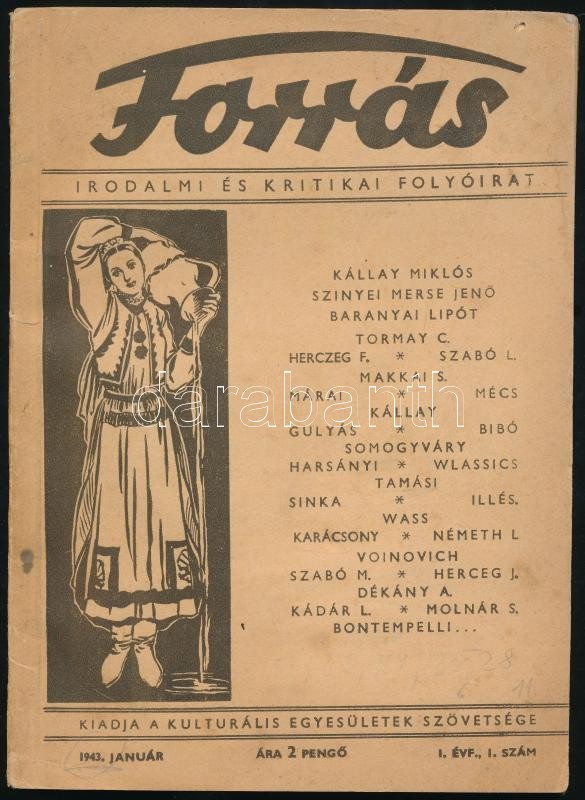 Forrás
IRODALMI ÉS KRITIKAI FOLYÓIRAT
KÁLLAY MIKLÓS
SZINYEI MERSE JENŐ
BARANYAI LIPÓT
TORMAY C.
HERCZEG F. * SZABÓ L.
MAKKAI S.
MÁRAI * MÉCS
KÁLLAY
GULYÁS * BIBÓ
SOMOGYVÁRY
HARSÁNYI * WLASSICS
TAMÁSI
SINKA * ILLÉS.
WASS
KARÁCSONY * NÉMETH L
VOINOVICH
SZABÓ M. * HERCEG J.
DÉKÁNY A.
KÁDÁR L. * MOLNÁR S.
BONTEMPELLI...
KIADJA A KULTURÁLIS EGYESÜLETEK SZÖVETSÉGE
1943. JANUÁR ÁRA 2 PENGŐ I. ÉVF., 1. SZÁM
darabanth